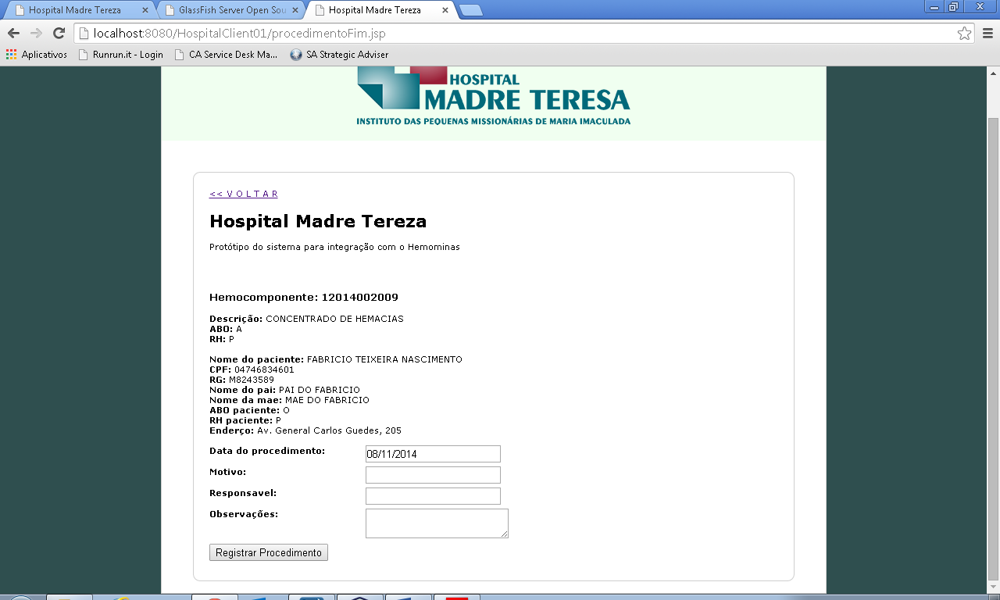 Hospital Madre Tereza
GlassFish Server Open Sou
Hospital Madre Tereza
localhost:8080/HospitalClient01/procedimentoFim.jsp
Aplicativos
Runrun.it - Login
CA Service Desk Ma...
SA Strategic Adviser
HOSPITAL
MADRE TERESA
INSTITUTO DAS PEQUENAS MISSIONÁRIAS DE MARIA IMACULADA
<< V O L T A R
Hospital Madre Tereza
Protótipo do sistema para integração com o Hemominas
Hemocomponente: 12014002009
Descrição: CONCENTRADO DE HEMACIAS
ABO: A
RH: P
Nome do paciente: FABRICIO TEIXEIRA NASCIMENTO
CPF: 04746834601
RG: M8243589
Nome do pai: PAI DO FABRICIO
Nome da mae: MAE DO FABRICIO
ABO paciente: O
RH paciente: P
Enderço: Av. General Carlos Guedes, 205
Data do procedimento: 08/11/2014
Motivo:
Responsavel:
Observações:
Registrar Procedimento